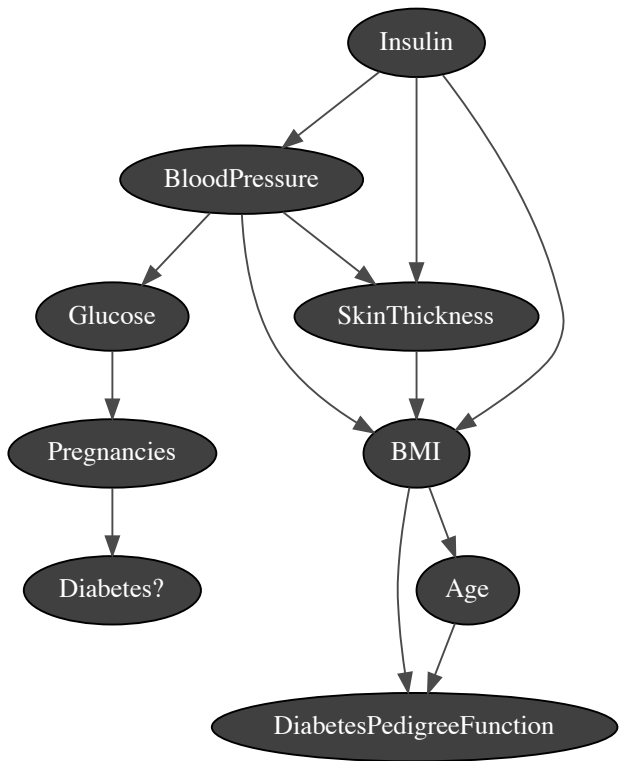 Insulin
BloodPressure
Glucose
SkinThickness
Pregnancies
BMI
Diabetes?
Age
DiabetesPedigreeFunction